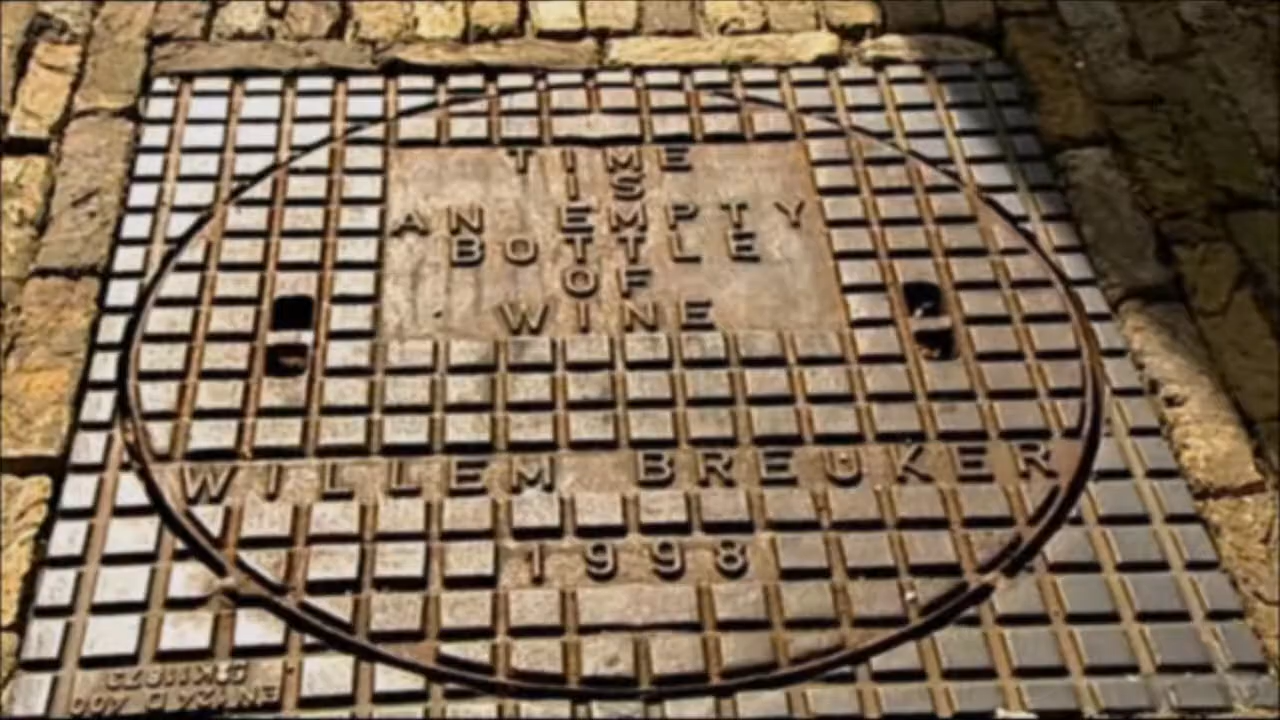 TIME
IS
AN EMPTY
BOTTLE
OF
WINE
WILLEM BREUKER
1998